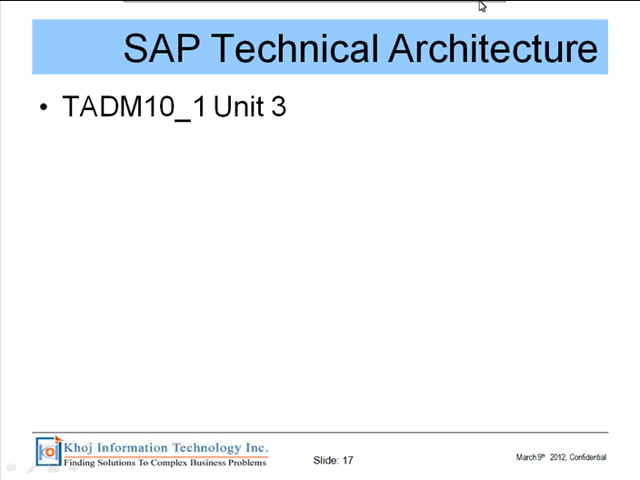 SAP Technical Architecture
• TADM10_1 Unit 3
Khoj Information Technology Inc.
Finding Solutions To Complex Business Problems
Slide: 17
March 9th 2012, Confidential